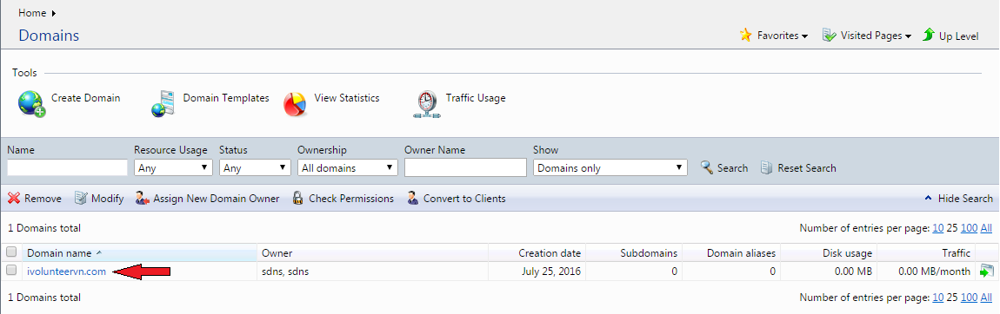 Home
Domains
Favorites Visited Pages Up Level
Tools
Create Domain Domain Templates View Statistics Traffic Usage
Name Resource Usage Status Ownership Owner Name Show
Any Any All domains Domains only Search Reset Search
Remove Modify Assign New Domain Owner Check Permissions Convert to Clients Hide Search
1 Domains total Number of entries per page: 10 25 100 All
Domain name Owner Creation date Subdomains Domain aliases Disk usage Traffic
ivolunteervn.com sdns, sdns July 25, 2016 0 0 0.00 MB 0.00 MB/month
1 Domains total Number of entries per page: 10 25 100 All